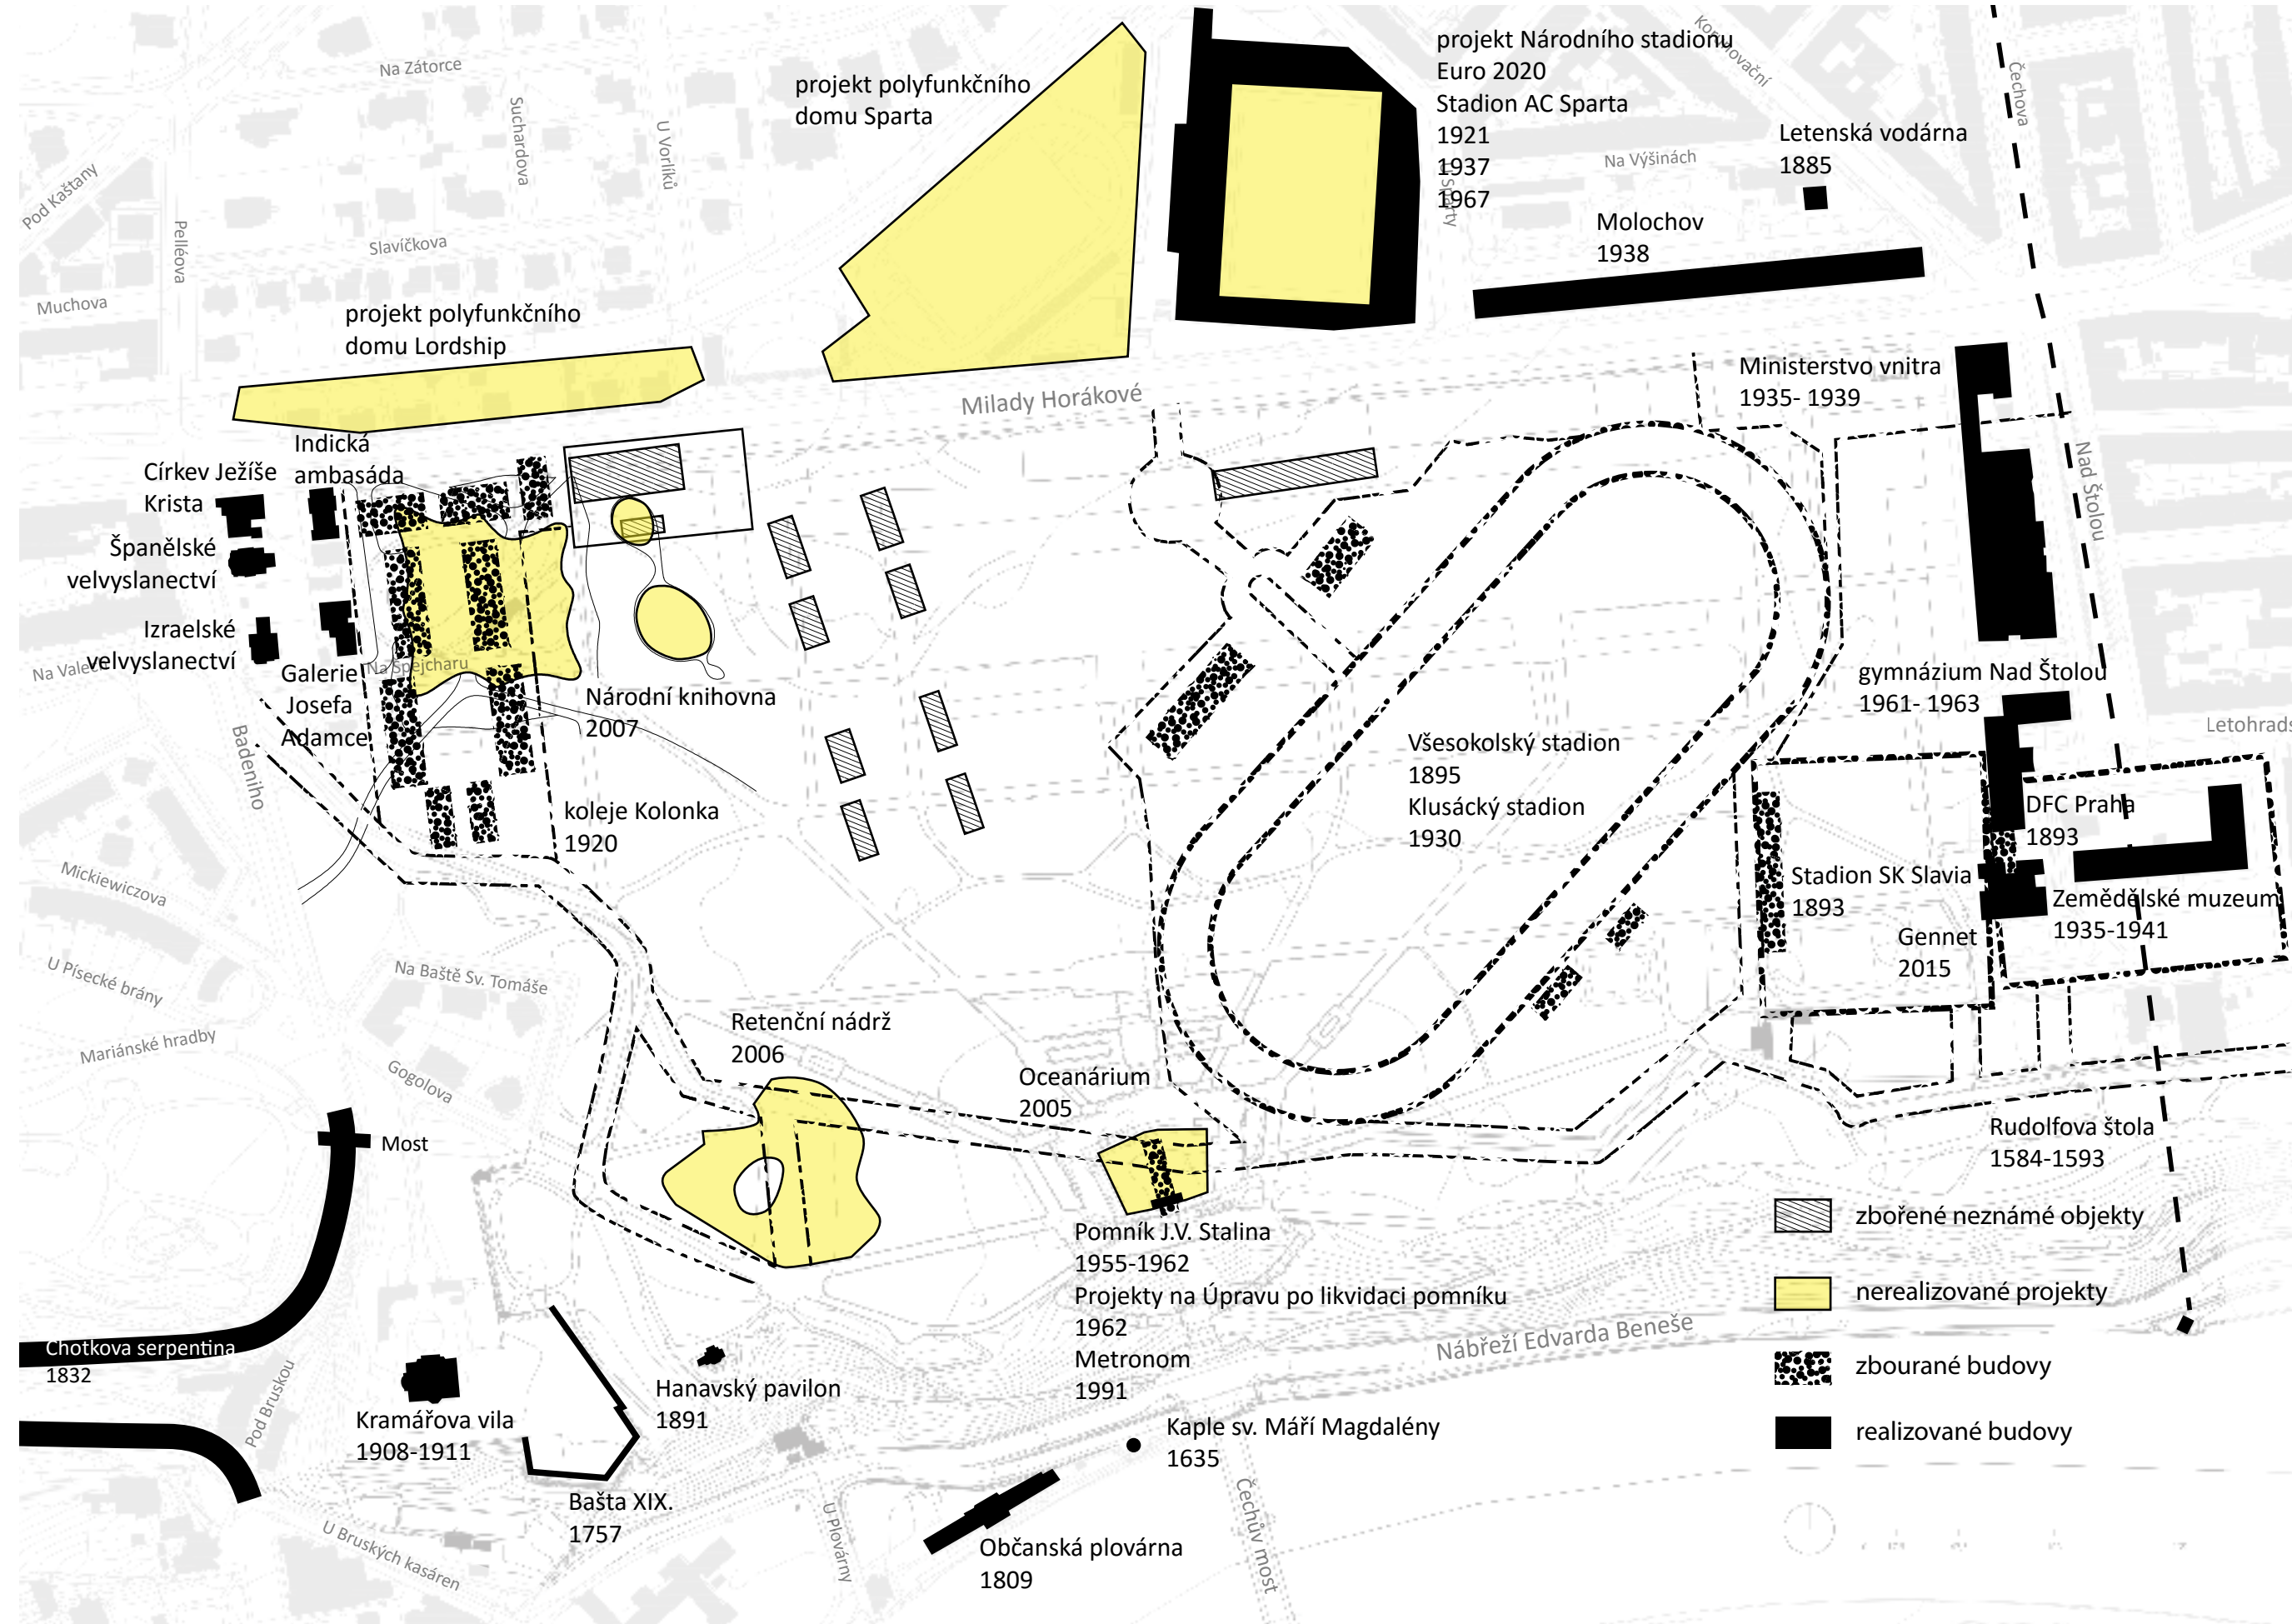 projekt Národního stadionu
Euro 2020
Stadion AC Sparta
1921
1937
1967
Korunovační
Čechova
Na Zátorce
Suchardova
U Vorlíků
projekt polyfunkčního
domu Sparta
Letenská vodárna
1885
Na Výšinách
U Sparty
Pod Kaštany
Pelléova
Slavíčkova
Muchova
Molochov
1938
projekt polyfunkčního
domu Lordship
Milady Horákové
Ministerstvo vnitra
1935- 1939
Nad Štolou
Indická
ambasáda
Církev Ježíše
Krista
Španělské
velvyslanectví
Izraelské
velvyslanectví
Na Valech
Na Špejcharu
Galerie
Josefa
Adamce
Národní knihovna
2007
gymnázium Nad Štolou
1961- 1963
Letohrads
Badeniho
Všesokolský stadion
1895
Klusácký stadion
1930
koleje Kolonka
1920
DFC Praha
1893
Stadion SK Slavia
1893
Zemědělské muzeum
1935-1941
Gennet
2015
Mickiewiczova
U Písecké brány
Na Baště Sv. Tomáše
Mariánské hradby
Gogolova
Retenční nádrž
2006
Oceanárium
2005
Most
Rudolfova štola
1584-1593
Pomník J.V. Stalina
1955-1962
Projekty na Úpravu po likvidaci pomníku
1962
Metronom
1991
zbořené neznámé objekty
nerealizované projekty
zbourané budovy
realizované budovy
Nábřeží Edvarda Beneše
Chotkova serpentina
1832
Pod Bruskou
Kramářova vila
1908-1911
Hanavský pavilon
1891
Kaple sv. Máří Magdalény
1635
Bašta XIX.
1757
U Bruských kasáren
U Plovárny
Občanská plovárna
1809
Čechův most